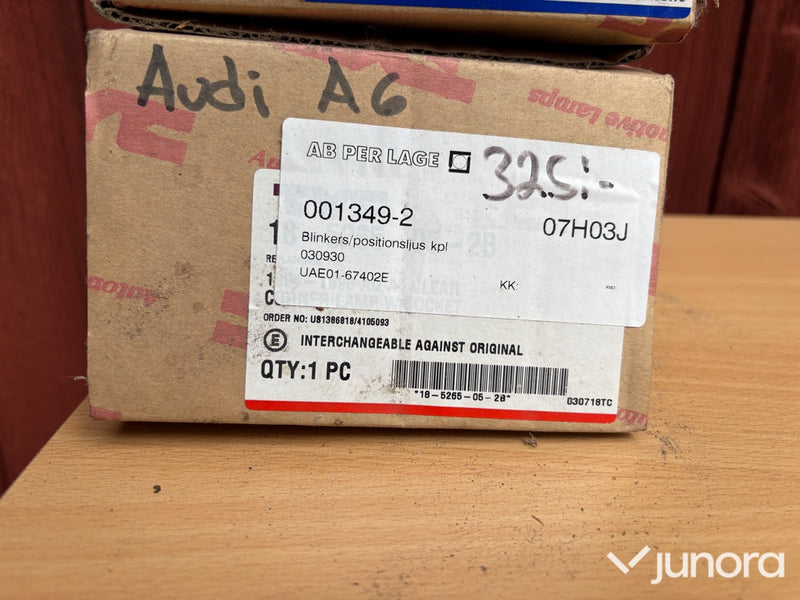 Audi A6
otive Lamps
AB PER LAGE
325:-
001349-2
07H03J
Blinkers/positionsljus kpl
030930
UAE01-67402E
KK:
ORDER NO: U81386818/4105093
E INTERCHANGEABLE AGAINST ORIGINAL
QTY:1 PC
*18-5265-05-2B*
030718TC
junora